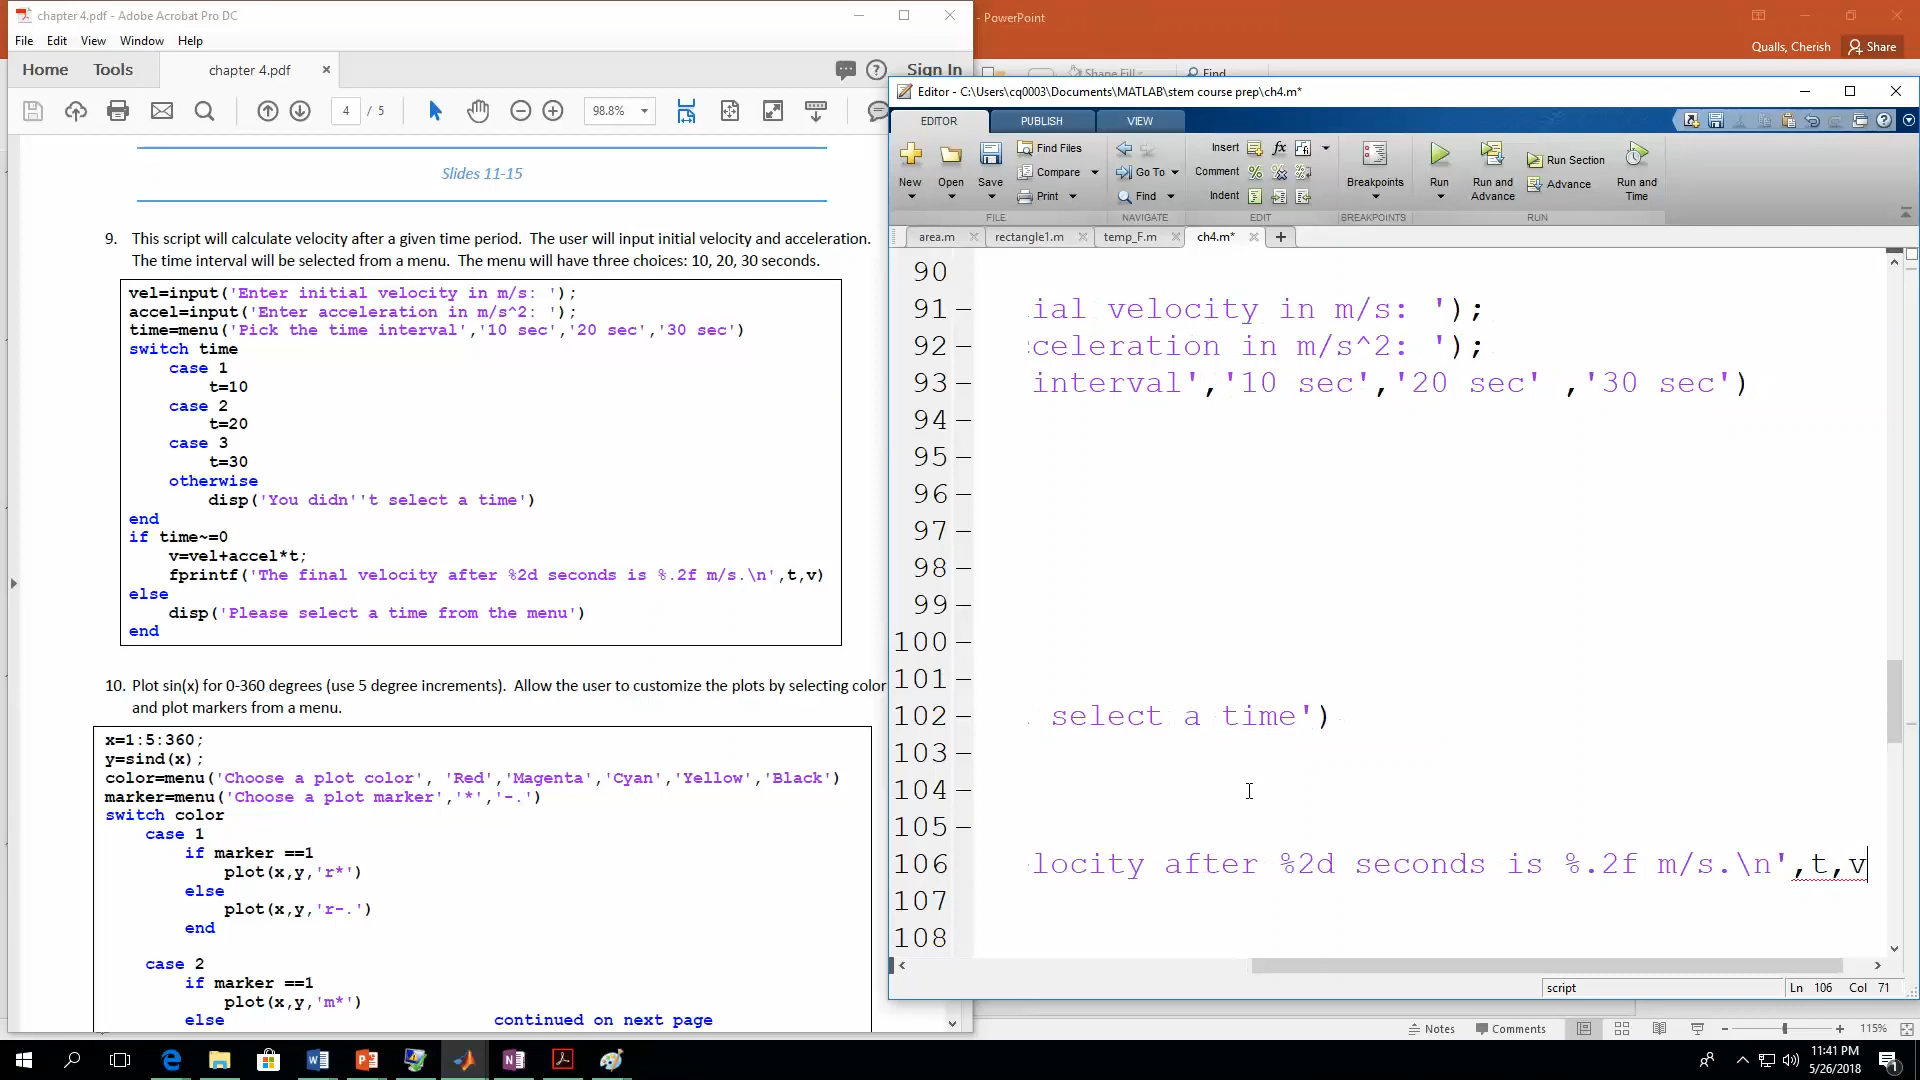 chapter 4.pdf - Adobe Acrobat Pro DC
File Edit View Window Help
Home Tools chapter 4.pdf × Sign In
4 / 5 98.8%
Slides 11-15
9. This script will calculate velocity after a given time period. The user will input initial velocity and acceleration.
The time interval will be selected from a menu. The menu will have three choices: 10, 20, 30 seconds.
vel=input('Enter initial velocity in m/s: ');
accel=input('Enter acceleration in m/s^2: ');
time=menu('Pick the time interval','10 sec','20 sec','30 sec')
switch time
case 1
t=10
case 2
t=20
case 3
t=30
otherwise
disp('You didn''t select a time')
end
if time~=0
v=vel+accel*t;
fprintf('The final velocity after %2d seconds is %.2f m/s.\n',t,v)
else
disp('Please select a time from the menu')
end
10. Plot sin(x) for 0-360 degrees (use 5 degree increments). Allow the user to customize the plots by selecting color
and plot markers from a menu.
x=1:5:360;
y=sind(x);
color=menu('Choose a plot color', 'Red','Magenta','Cyan','Yellow','Black')
marker=menu('Choose a plot marker','*','-.')
switch color
case 1
if marker ==1
plot(x,y,'r*')
else
plot(x,y,'r-.')
end
case 2
if marker ==1
plot(x,y,'m*')
else continued on next page
- PowerPoint
Qualls, Cherish Share
Shape Fill Find
Editor - C:\Users\cq0003\Documents\MATLAB\stem course prep\ch4.m*
EDITOR PUBLISH VIEW
New Open Save
Find Files
Compare
Print
Go To
Find
Insert fx
Comment
Indent
Breakpoints
Run
Run and Advance
Run Section
Advance
Run and Time
FILE NAVIGATE EDIT BREAKPOINTS RUN
area.m rectangle1.m temp_F.m ch4.m* +
90
91 ial velocity in m/s: ');
92 celeration in m/s^2: ');
93 interval','10 sec','20 sec' ,'30 sec')
94
95
96
97
98
99
100
101
102 select a time')
103
104
105
106 locity after %2d seconds is %.2f m/s.\n',t,v
107
108
script Ln 106 Col 71
Notes Comments 115%
11:41 PM
5/26/2018
1